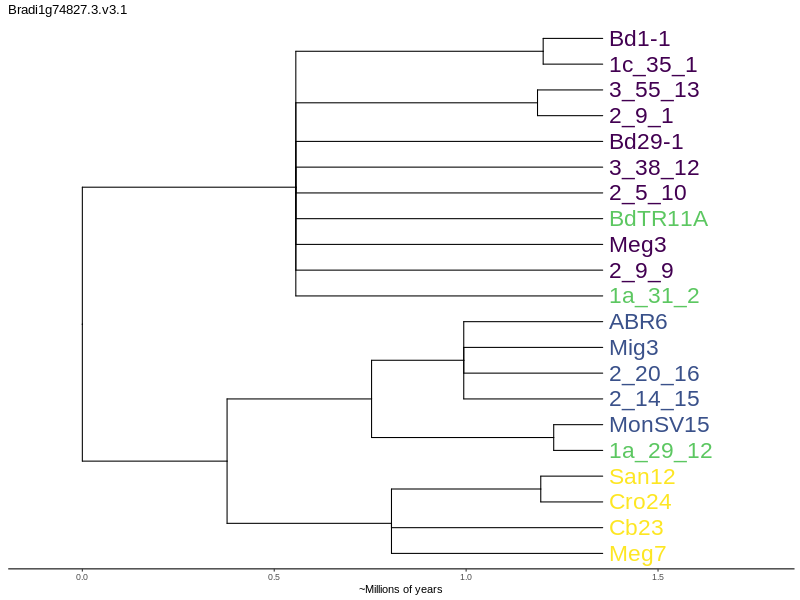 Bradi1g74827.3.v3.1
Bd1-1
1c_35_1
3_55_13
2_9_1
Bd29-1
3_38_12
2_5_10
BdTR11A
Meg3
2_9_9
1a_31_2
ABR6
Mig3
2_20_16
2_14_15
MonSV15
1a_29_12
San12
Cro24
Cb23
Meg7
0.0 0.5 1.0 1.5
~Millions of years